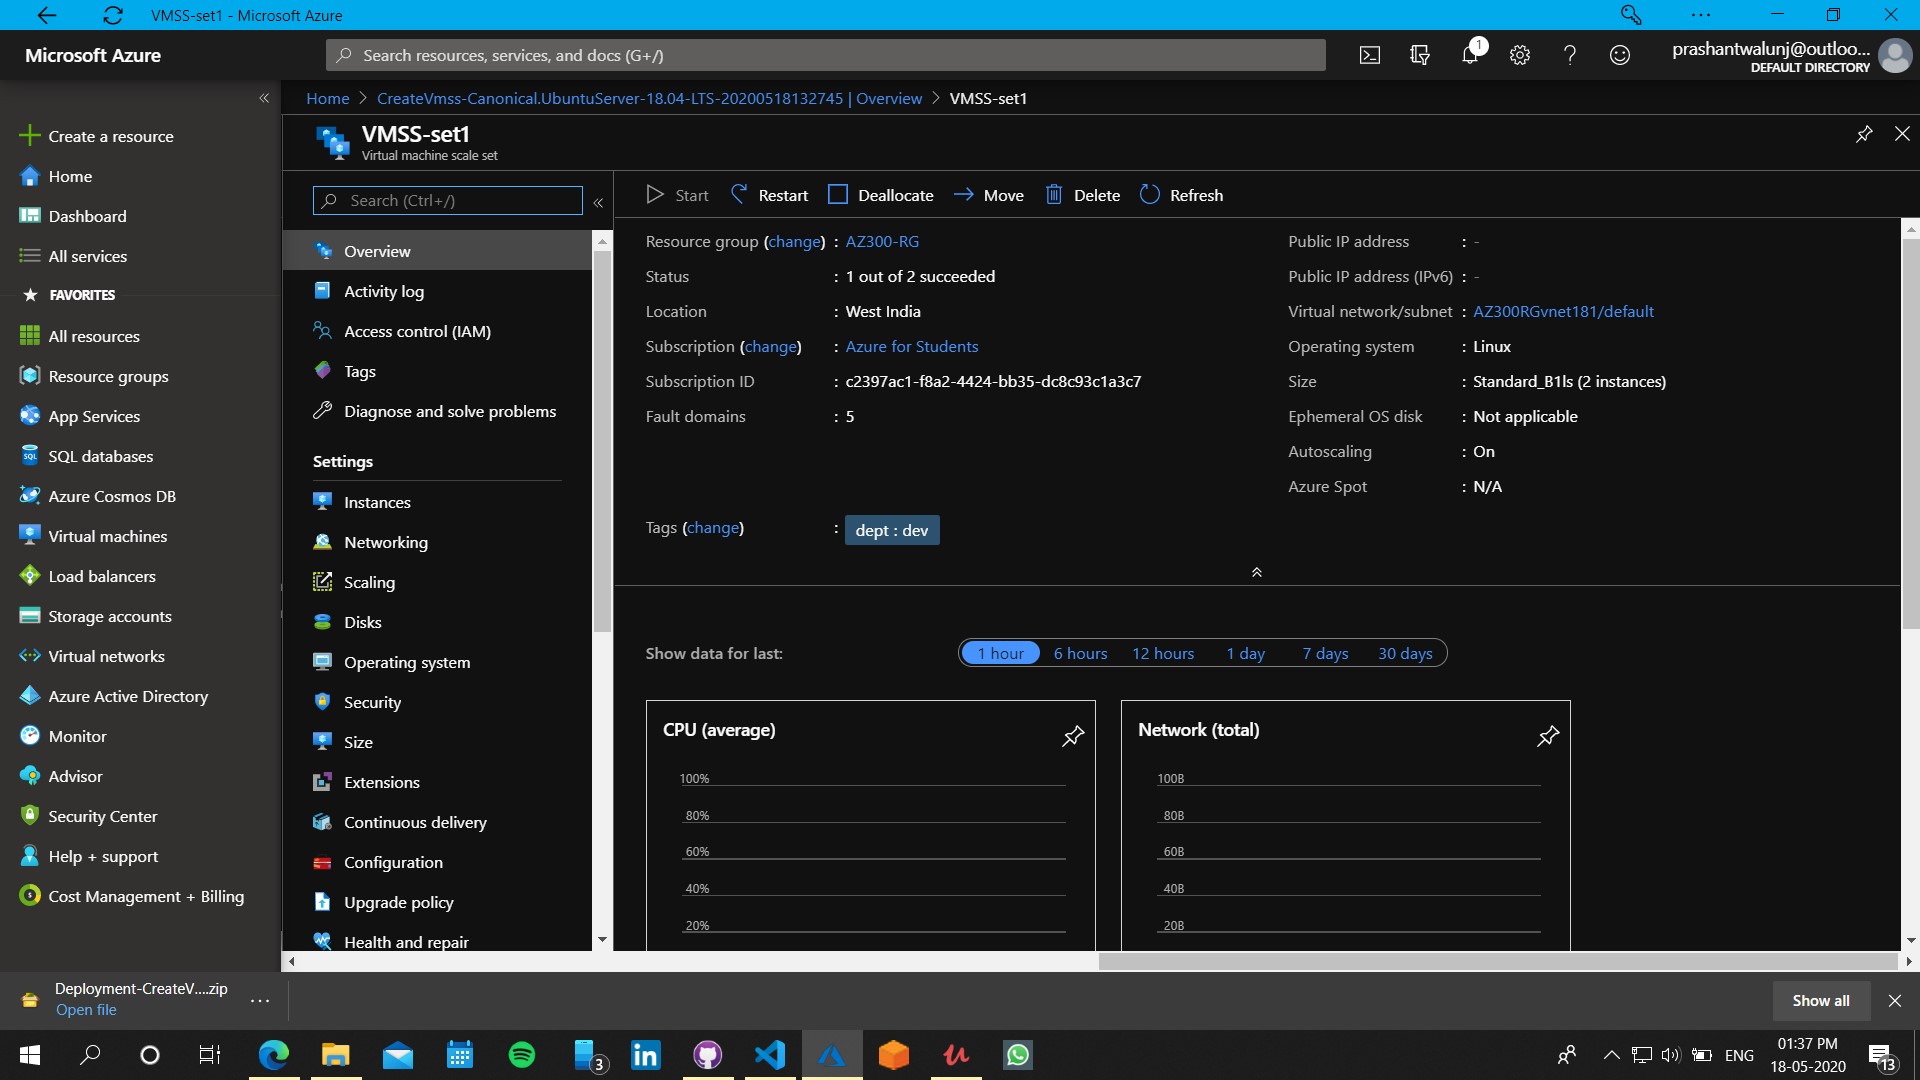 VMSS-set1 - Microsoft Azure
Microsoft Azure
Search resources, services, and docs (G+/)
1
prashantwalunj@outloo...
DEFAULT DIRECTORY
Create a resource
Home
Dashboard
All services
FAVORITES
All resources
Resource groups
App Services
SQL databases
Azure Cosmos DB
Virtual machines
Load balancers
Storage accounts
Virtual networks
Azure Active Directory
Monitor
Advisor
Security Center
Help + support
Cost Management + Billing
Home > CreateVmss-Canonical.UbuntuServer-18.04-LTS-20200518132745 | Overview > VMSS-set1
VMSS-set1
Virtual machine scale set
Search (Ctrl+/)
Overview
Activity log
Access control (IAM)
Tags
Diagnose and solve problems
Settings
Instances
Networking
Scaling
Disks
Operating system
Security
Size
Extensions
Continuous delivery
Configuration
Upgrade policy
Health and repair
Start Restart Deallocate Move Delete Refresh
Resource group (change) : AZ300-RG
Status : 1 out of 2 succeeded
Location : West India
Subscription (change) : Azure for Students
Subscription ID : c2397ac1-f8a2-4424-bb35-dc8c93c1a3c7
Fault domains : 5
Public IP address : -
Public IP address (IPv6) : -
Virtual network/subnet : AZ300RGvnet181/default
Operating system : Linux
Size : Standard_B1ls (2 instances)
Ephemeral OS disk : Not applicable
Autoscaling : On
Azure Spot : N/A
Tags (change) : dept : dev
Show data for last: 1 hour 6 hours 12 hours 1 day 7 days 30 days
CPU (average)
100%
80%
60%
40%
20%
Network (total)
100B
80B
60B
40B
20B
Deployment-CreateV....zip
Open file
Show all
3
ENG
01:37 PM
18-05-2020
13